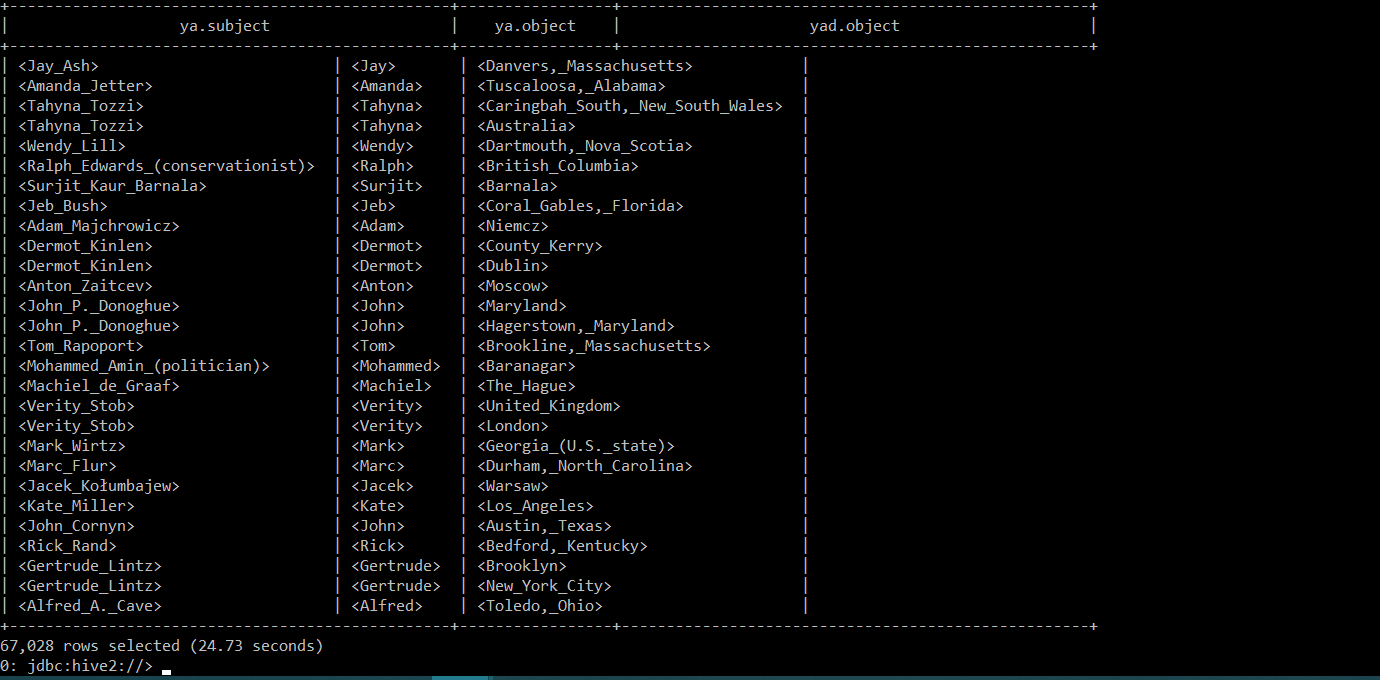 +--------------------------------------------------+-----------------+----------------------------------------------------+
| ya.subject | ya.object | yad.object |
+--------------------------------------------------+-----------------+----------------------------------------------------+
| <Jay_Ash> | <Jay> | <Danvers,_Massachusetts> |
| <Amanda_Jetter> | <Amanda> | <Tuscaloosa,_Alabama> |
| <Tahyna_Tozzi> | <Tahyna> | <Caringbah_South,_New_South_Wales> |
| <Tahyna_Tozzi> | <Tahyna> | <Australia> |
| <Wendy_Lill> | <Wendy> | <Dartmouth,_Nova_Scotia> |
| <Ralph_Edwards_(conservationist)> | <Ralph> | <British_Columbia> |
| <Surjit_Kaur_Barnala> | <Surjit> | <Barnala> |
| <Jeb_Bush> | <Jeb> | <Coral_Gables,_Florida> |
| <Adam_Majchrowicz> | <Adam> | <Niemcz> |
| <Dermot_Kinlen> | <Dermot> | <County_Kerry> |
| <Dermot_Kinlen> | <Dermot> | <Dublin> |
| <Anton_Zaitcev> | <Anton> | <Moscow> |
| <John_P._Donoghue> | <John> | <Maryland> |
| <John_P._Donoghue> | <John> | <Hagerstown,_Maryland> |
| <Tom_Rapoport> | <Tom> | <Brookline,_Massachusetts> |
| <Mohammed_Amin_(politician)> | <Mohammed> | <Baranagar> |
| <Machiel_de_Graaf> | <Machiel> | <The_Hague> |
| <Verity_Stob> | <Verity> | <United_Kingdom> |
| <Verity_Stob> | <Verity> | <London> |
| <Mark_Wirtz> | <Mark> | <Georgia_(U.S._state)> |
| <Marc_Flur> | <Marc> | <Durham,_North_Carolina> |
| <Jacek_Kołumbajew> | <Jacek> | <Warsaw> |
| <Kate_Miller> | <Kate> | <Los_Angeles> |
| <John_Cornyn> | <John> | <Austin,_Texas> |
| <Rick_Rand> | <Rick> | <Bedford,_Kentucky> |
| <Gertrude_Lintz> | <Gertrude> | <Brooklyn> |
| <Gertrude_Lintz> | <Gertrude> | <New_York_City> |
| <Alfred_A._Cave> | <Alfred> | <Toledo,_Ohio> |
+--------------------------------------------------+-----------------+----------------------------------------------------+
67,028 rows selected (24.73 seconds)
0: jdbc:hive2://>